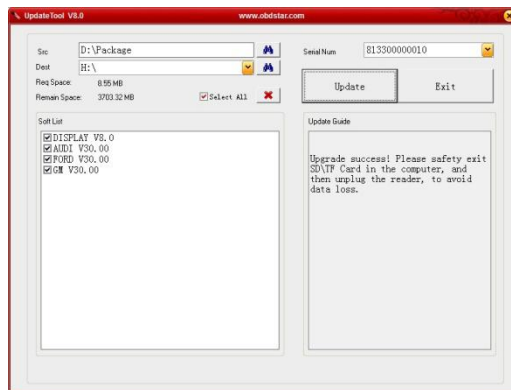 UpdateTool V8.0 www.obdstar.com
Src D:\Package
Dest H:\
Req Space: 8.55 MB
Remain Space: 3703.32 MB Select All
Serial Num 813300000010
Update Exit
Soft List
DISPLAY V8.0
AUDI V30.00
FORD V30.00
GM V30.00
Update Guide
Upgrade success! Please safety exit
SD\TF Card in the computer, and
then unplug the reader, to avoid
data loss.